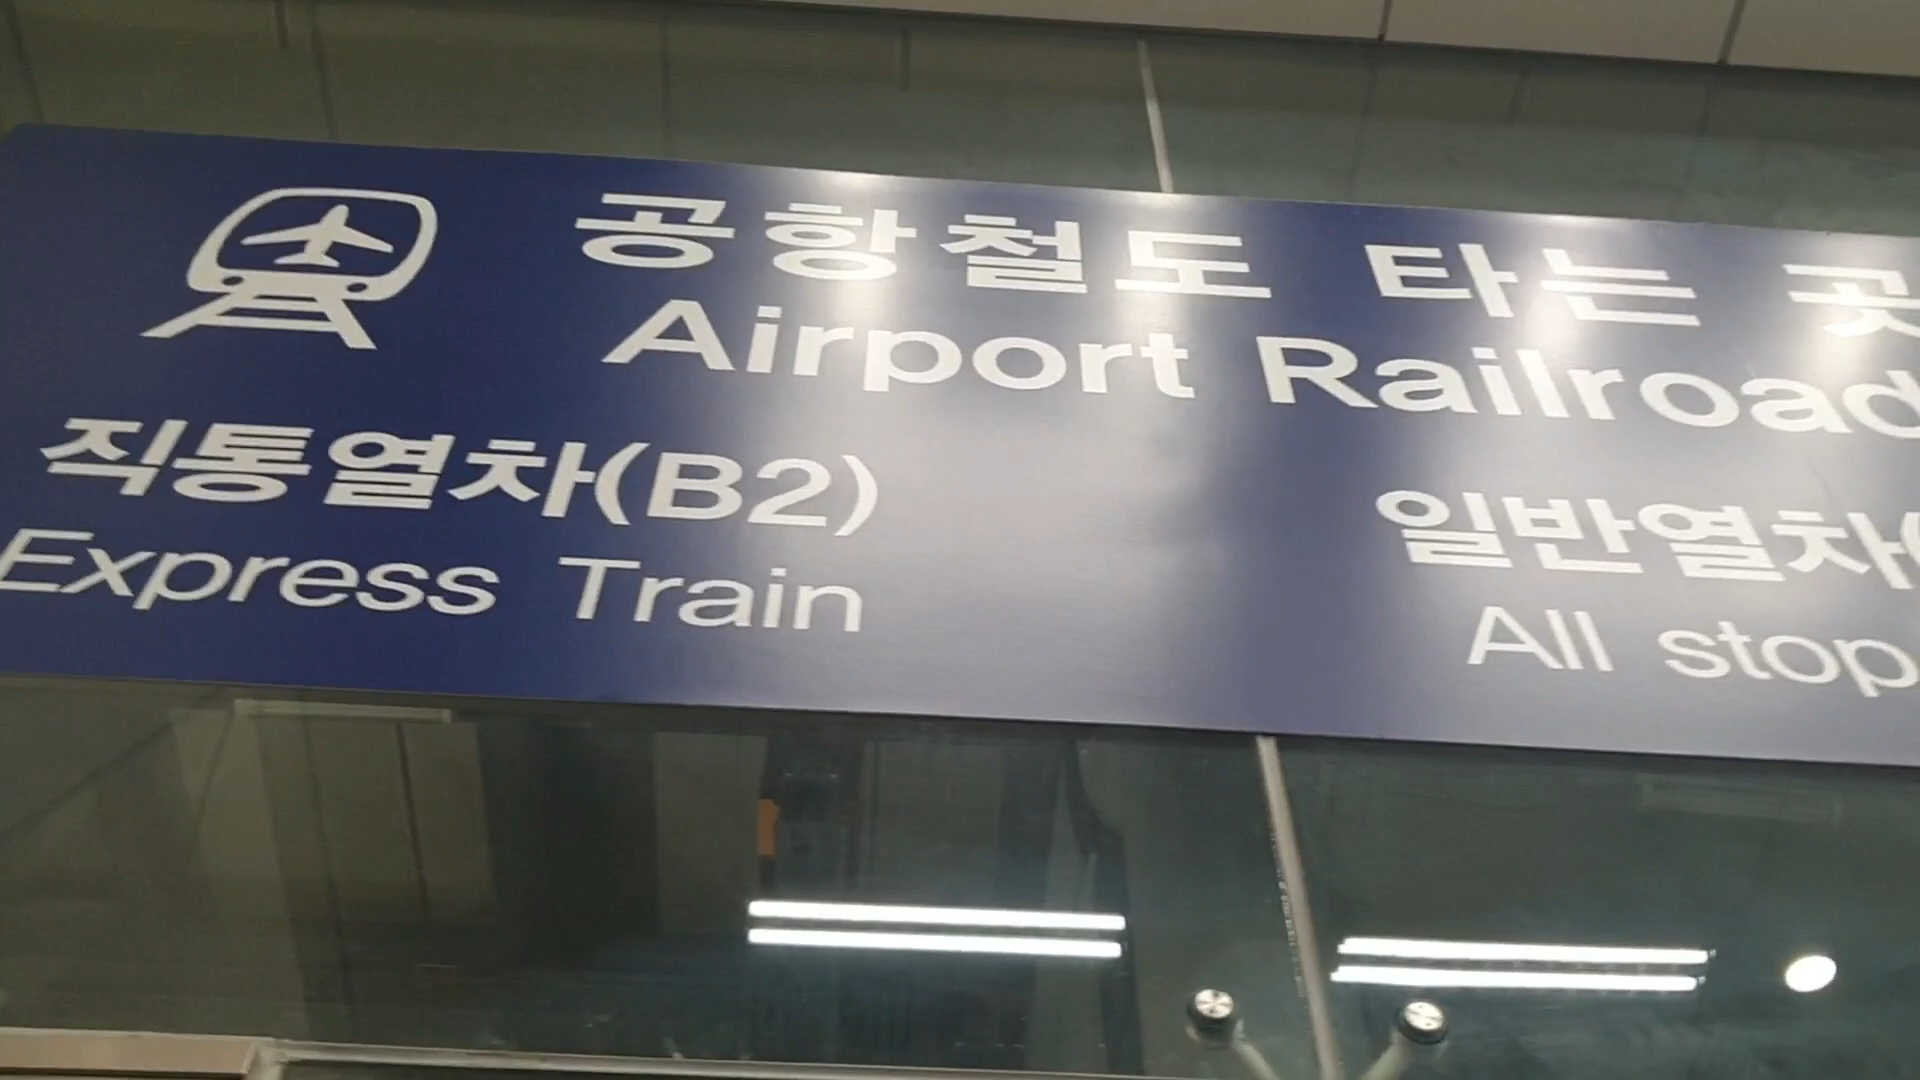 공항철도 타는 곳
Airport Railroad
직통열차(B2)
Express Train
일반열차(
All stop